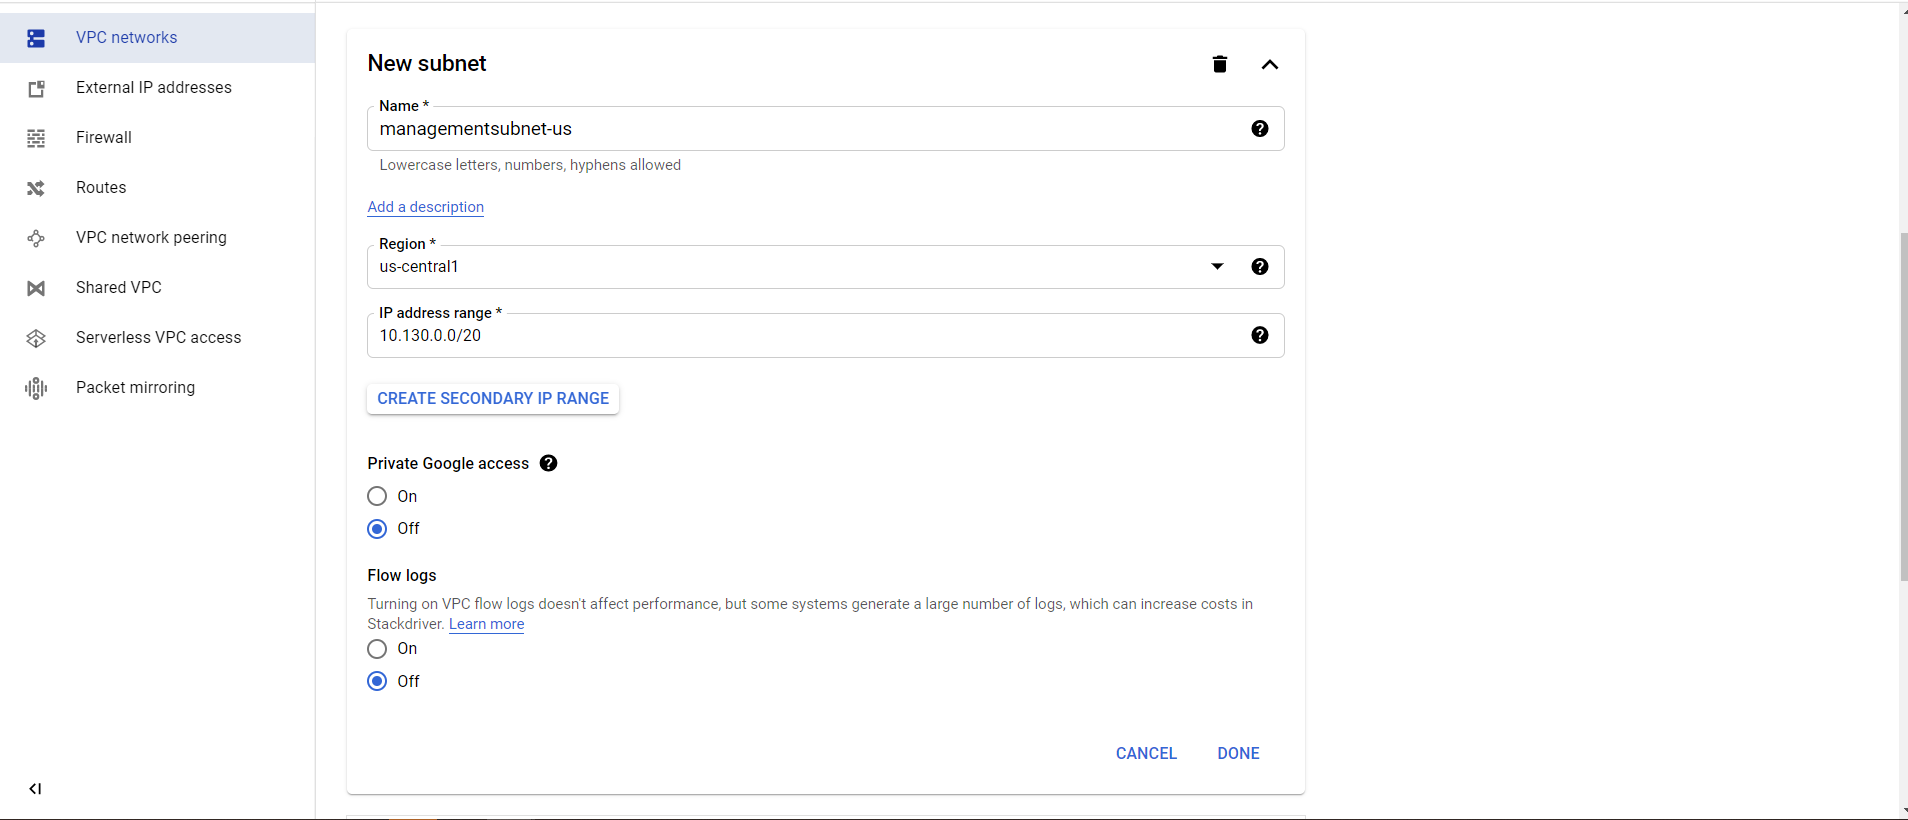 VPC networks
External IP addresses
Firewall
Routes
VPC network peering
Shared VPC
Serverless VPC access
Packet mirroring
New subnet
Name *
managementsubnet-us
Lowercase letters, numbers, hyphens allowed
Add a description
Region *
us-central1
IP address range *
10.130.0.0/20
CREATE SECONDARY IP RANGE
Private Google access
On
Off
Flow logs
Turning on VPC flow logs doesn't affect performance, but some systems generate a large number of logs, which can increase costs in
Stackdriver. Learn more
On
Off
CANCEL DONE